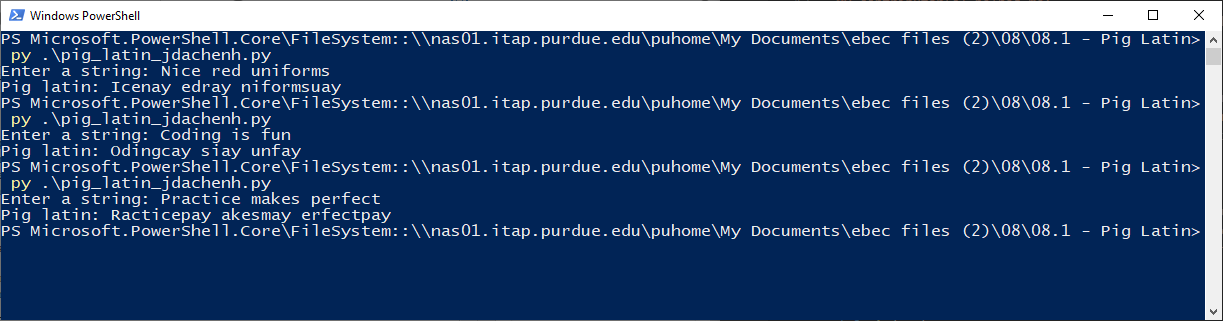 Windows PowerShell
PS Microsoft.PowerShell.Core\FileSystem::\\nas01.itap.purdue.edu\puhome\My Documents\ebec files (2)\08\08.1 - Pig Latin>
py .\pig_latin_jdachenh.py
Enter a string: Nice red uniforms
Pig latin: Icenay edray niformsuay
PS Microsoft.PowerShell.Core\FileSystem::\\nas01.itap.purdue.edu\puhome\My Documents\ebec files (2)\08\08.1 - Pig Latin>
py .\pig_latin_jdachenh.py
Enter a string: Coding is fun
Pig latin: Odingcay siay unfay
PS Microsoft.PowerShell.Core\FileSystem::\\nas01.itap.purdue.edu\puhome\My Documents\ebec files (2)\08\08.1 - Pig Latin>
py .\pig_latin_jdachenh.py
Enter a string: Practice makes perfect
Pig latin: Racticepay akesmay erfectpay
PS Microsoft.PowerShell.Core\FileSystem::\\nas01.itap.purdue.edu\puhome\My Documents\ebec files (2)\08\08.1 - Pig Latin>